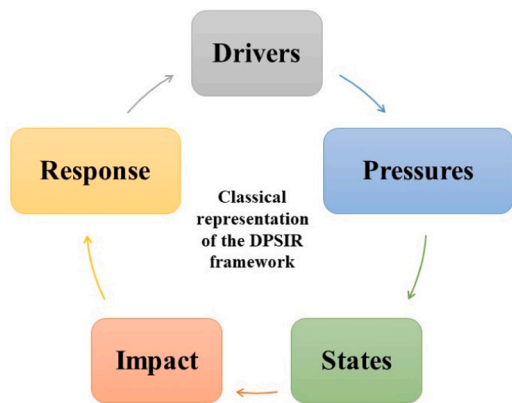 Drivers
Response
Pressures
Classical
representation
of the DPSIR
framework
Impact
States